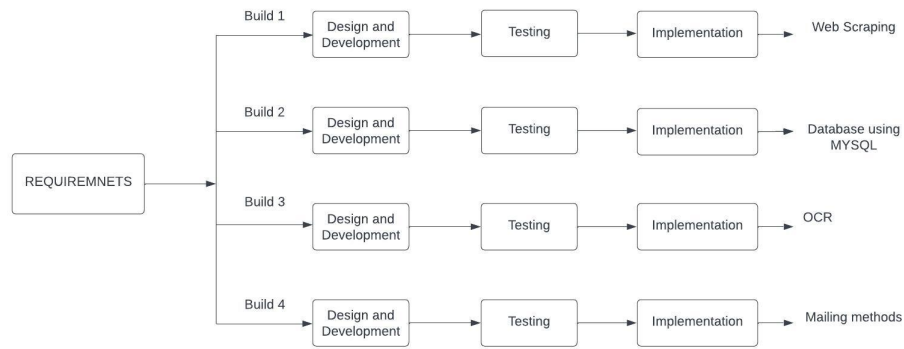 Build 1
Design and
Development
Testing
Implementation
Web Scraping
Build 2
Design and
Development
Testing
Implementation
Database using
MYSQL
REQUIREMNETS
Build 3
Design and
Development
Testing
Implementation
OCR
Build 4
Design and
Development
Testing
Implementation
Mailing methods